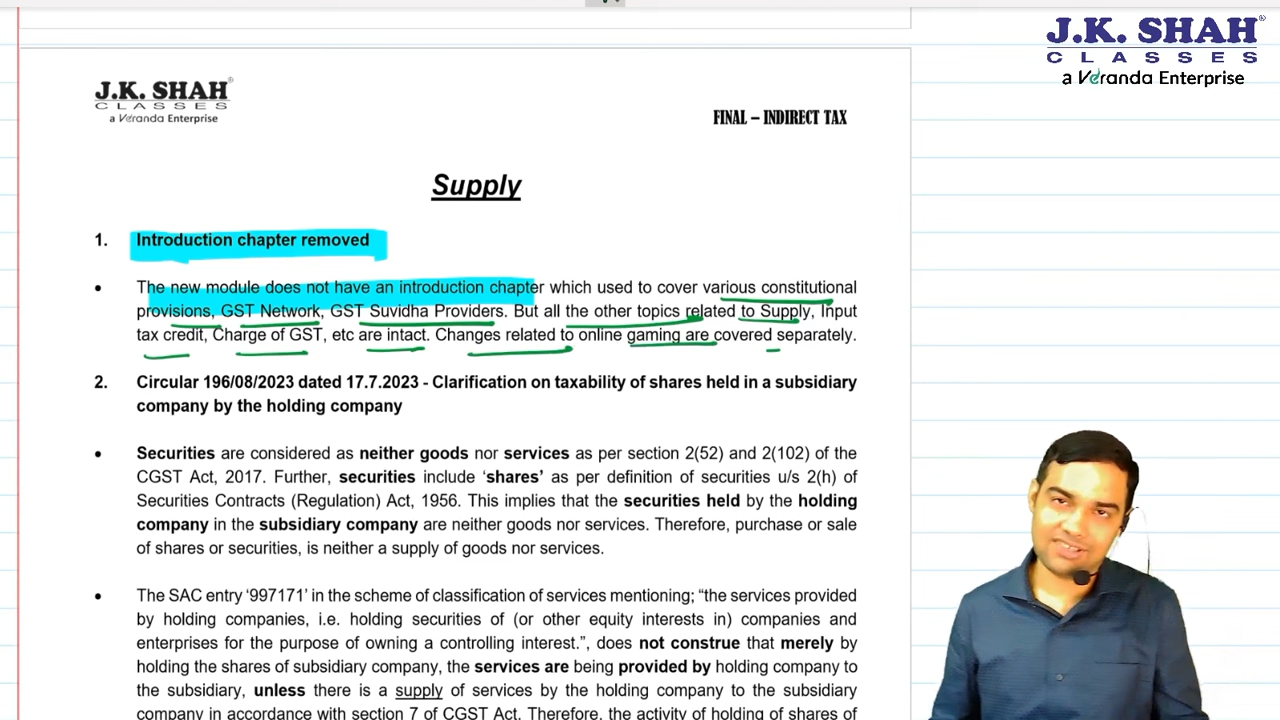 J.K. SHAH®
CLASSES
a Veranda Enterprise
J.K. SHAH®
CLASSES
a Veranda Enterprise
FINAL – INDIRECT TAX
Supply
1. Introduction chapter removed
• The new module does not have an introduction chapter which used to cover various constitutional
provisions, GST Network, GST Suvidha Providers. But all the other topics related to Supply, Input
tax credit, Charge of GST, etc are intact. Changes related to online gaming are covered separately.
2. Circular 196/08/2023 dated 17.7.2023 - Clarification on taxability of shares held in a subsidiary
company by the holding company
• Securities are considered as neither goods nor services as per section 2(52) and 2(102) of the
CGST Act, 2017. Further, securities include ‘shares’ as per definition of securities u/s 2(h) of
Securities Contracts (Regulation) Act, 1956. This implies that the securities held by the holding
company in the subsidiary company are neither goods nor services. Therefore, purchase or sale
of shares or securities, is neither a supply of goods nor services.
• The SAC entry ‘997171’ in the scheme of classification of services mentioning; “the services provided
by holding companies, i.e. holding securities of (or other equity interests in) companies and
enterprises for the purpose of owning a controlling interest.”, does not construe that merely by
holding the shares of subsidiary company, the services are being provided by holding company to
the subsidiary, unless there is a supply of services by the holding company to the subsidiary
company in accordance with section 7 of CGST Act. Therefore, the activity of holding of shares of